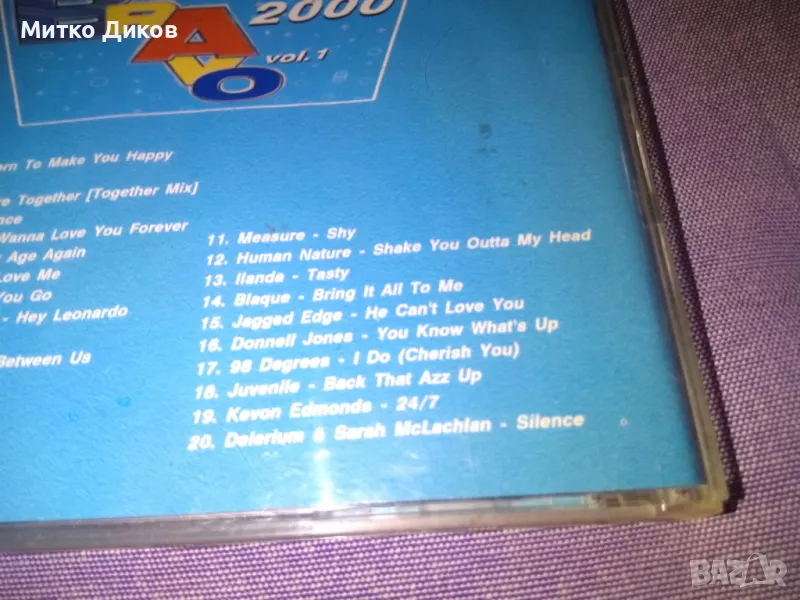 Митко Диков
2000
BRAVO
vol. 1
rn To Make You Happy
e Together [Together Mix]
nce
Wanna Love You Forever
Age Again
Love Me
You Go
- Hey Leonardo
Between Us
11. Measure - Shy
12. Human Nature - Shake You Outta My Head
13. Ilanda - Tasty
14. Blaque - Bring It All To Me
15. Jagged Edge - He Can't Love You
16. Donnell Jones - You Know What's Up
17. 98 Degrees - I Do (Cherish You)
18. Juvenile - Back That Azz Up
19. Kevon Edmonds - 24/7
20. Delerium & Sarah McLachlan - Silence
BAZAR